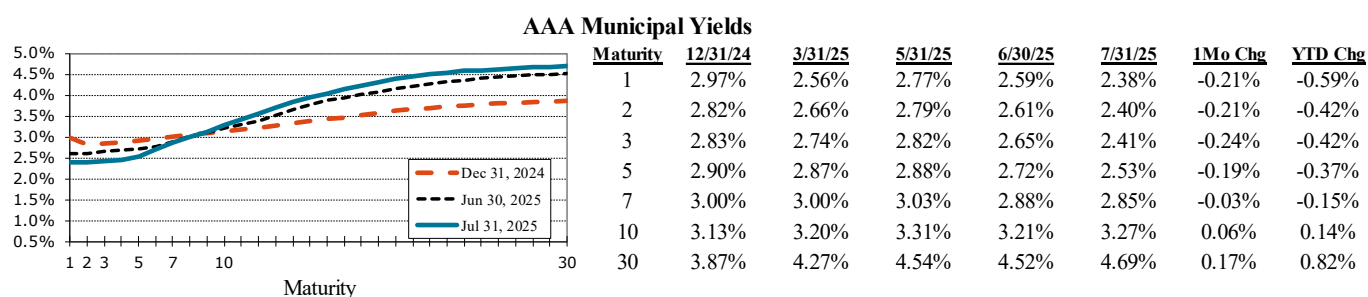 AAA Municipal Yields
5.0%
4.5%
4.0%
3.5%
3.0%
2.5%
2.0%
1.5%
1.0%
0.5%
1 2 3 5 7 10 30
Maturity
Dec 31, 2024
Jun 30, 2025
Jul 31, 2025
Maturity 12/31/24 3/31/25 5/31/25 6/30/25 7/31/25 1Mo Chg YTD Chg
1 2.97% 2.56% 2.77% 2.59% 2.38% -0.21% -0.59%
2 2.82% 2.66% 2.79% 2.61% 2.40% -0.21% -0.42%
3 2.83% 2.74% 2.82% 2.65% 2.41% -0.24% -0.42%
5 2.90% 2.87% 2.88% 2.72% 2.53% -0.19% -0.37%
7 3.00% 3.00% 3.03% 2.88% 2.85% -0.03% -0.15%
10 3.13% 3.20% 3.31% 3.21% 3.27% 0.06% 0.14%
30 3.87% 4.27% 4.54% 4.52% 4.69% 0.17% 0.82%